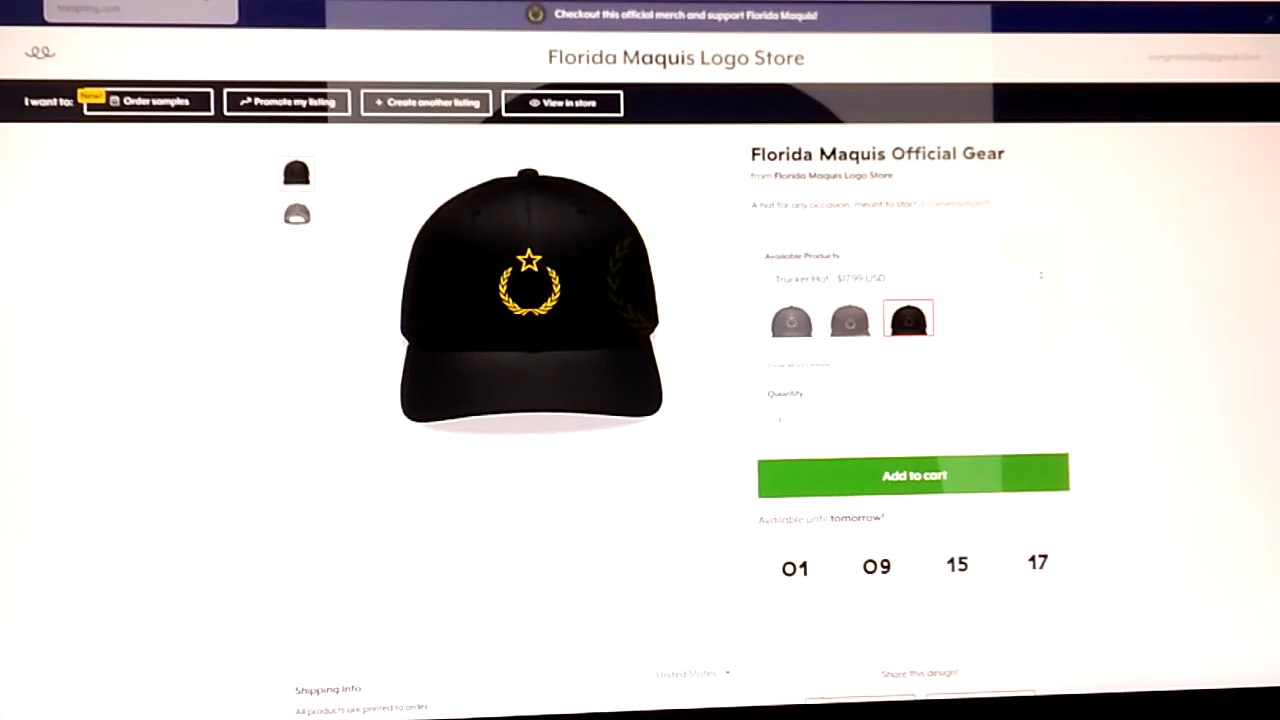 Checkout this official merch and support Florida Maquis!
Florida Maquis Logo Store
I want to:
New!
Order samples
Promote my listing
+ Create another listing
View in store
Florida Maquis Official Gear
from Florida Maquis Logo Store
A hat for any occasion, meant to start a conversation!!
Available Products
Trucker Hat $17.99 USD
Quantity
1
Add to cart
Available until tomorrow!
01 09 15 17
United States
Share this design!
Shipping Info
All products are printed to order